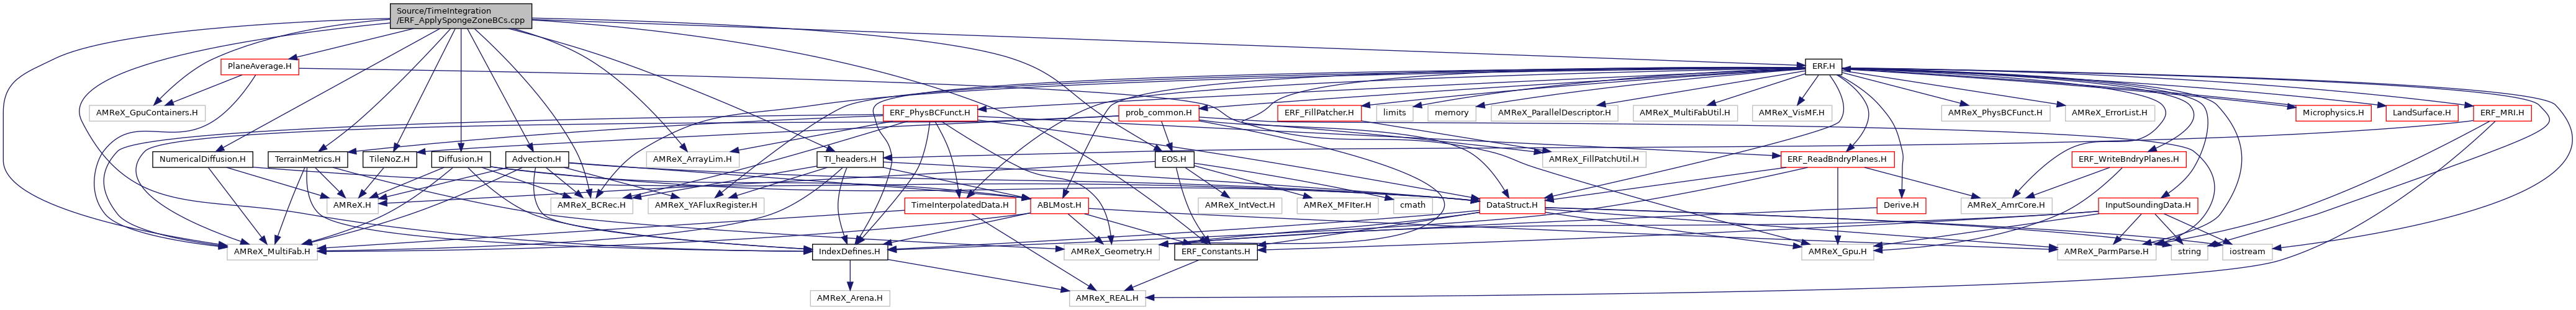 Source/TimeIntegration
/ERF_ApplySpongeZoneBCs.cpp
PlaneAverage.H
ERF.H
AMReX_GpuContainers.H
ERF_PhysBCFunct.H
prob_common.H
ERF_FillPatcher.H
limits
memory
AMReX_ParallelDescriptor.H
AMReX_MultiFabUtil.H
AMReX_VisMF.H
AMReX_PhysBCFunct.H
AMReX_ErrorList.H
Microphysics.H
LandSurface.H
ERF_MRI.H
NumericalDiffusion.H
TerrainMetrics.H
TileNoZ.H
Diffusion.H
Advection.H
AMReX_ArrayLim.H
TI_headers.H
EOS.H
AMReX_FillPatchUtil.H
ERF_ReadBndryPlanes.H
ERF_WriteBndryPlanes.H
AMReX.H
AMReX_BCRec.H
AMReX_YAFluxRegister.H
TimeInterpolatedData.H
ABLMost.H
AMReX_IntVect.H
AMReX_MFIter.H
cmath
DataStruct.H
Derive.H
AMReX_AmrCore.H
InputSoundingData.H
AMReX_MultiFab.H
IndexDefines.H
AMReX_Geometry.H
ERF_Constants.H
AMReX_Gpu.H
AMReX_ParmParse.H
string
iostream
AMReX_Arena.H
AMReX_REAL.H